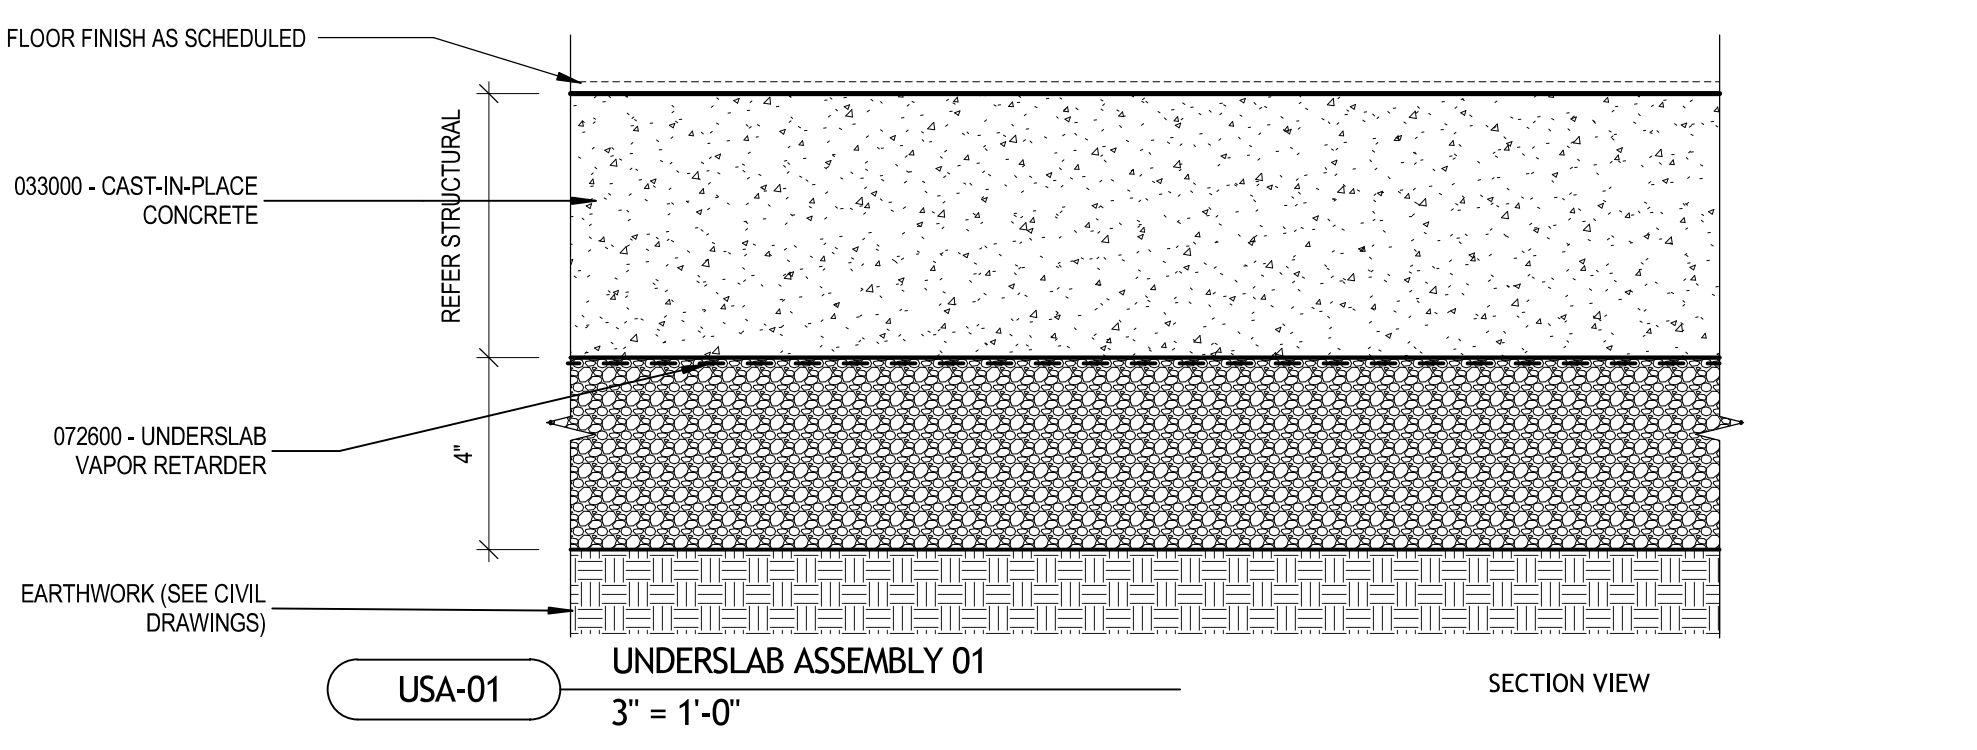 FLOOR FINISH AS SCHEDULED
033000 - CAST-IN-PLACE
CONCRETE
REFER STRUCTURAL
072600 - UNDERSLAB
VAPOR RETARDER
4"
EARTHWORK (SEE CIVIL
DRAWINGS)
USA-01
UNDERSLAB ASSEMBLY 01
3" = 1'-0"
SECTION VIEW